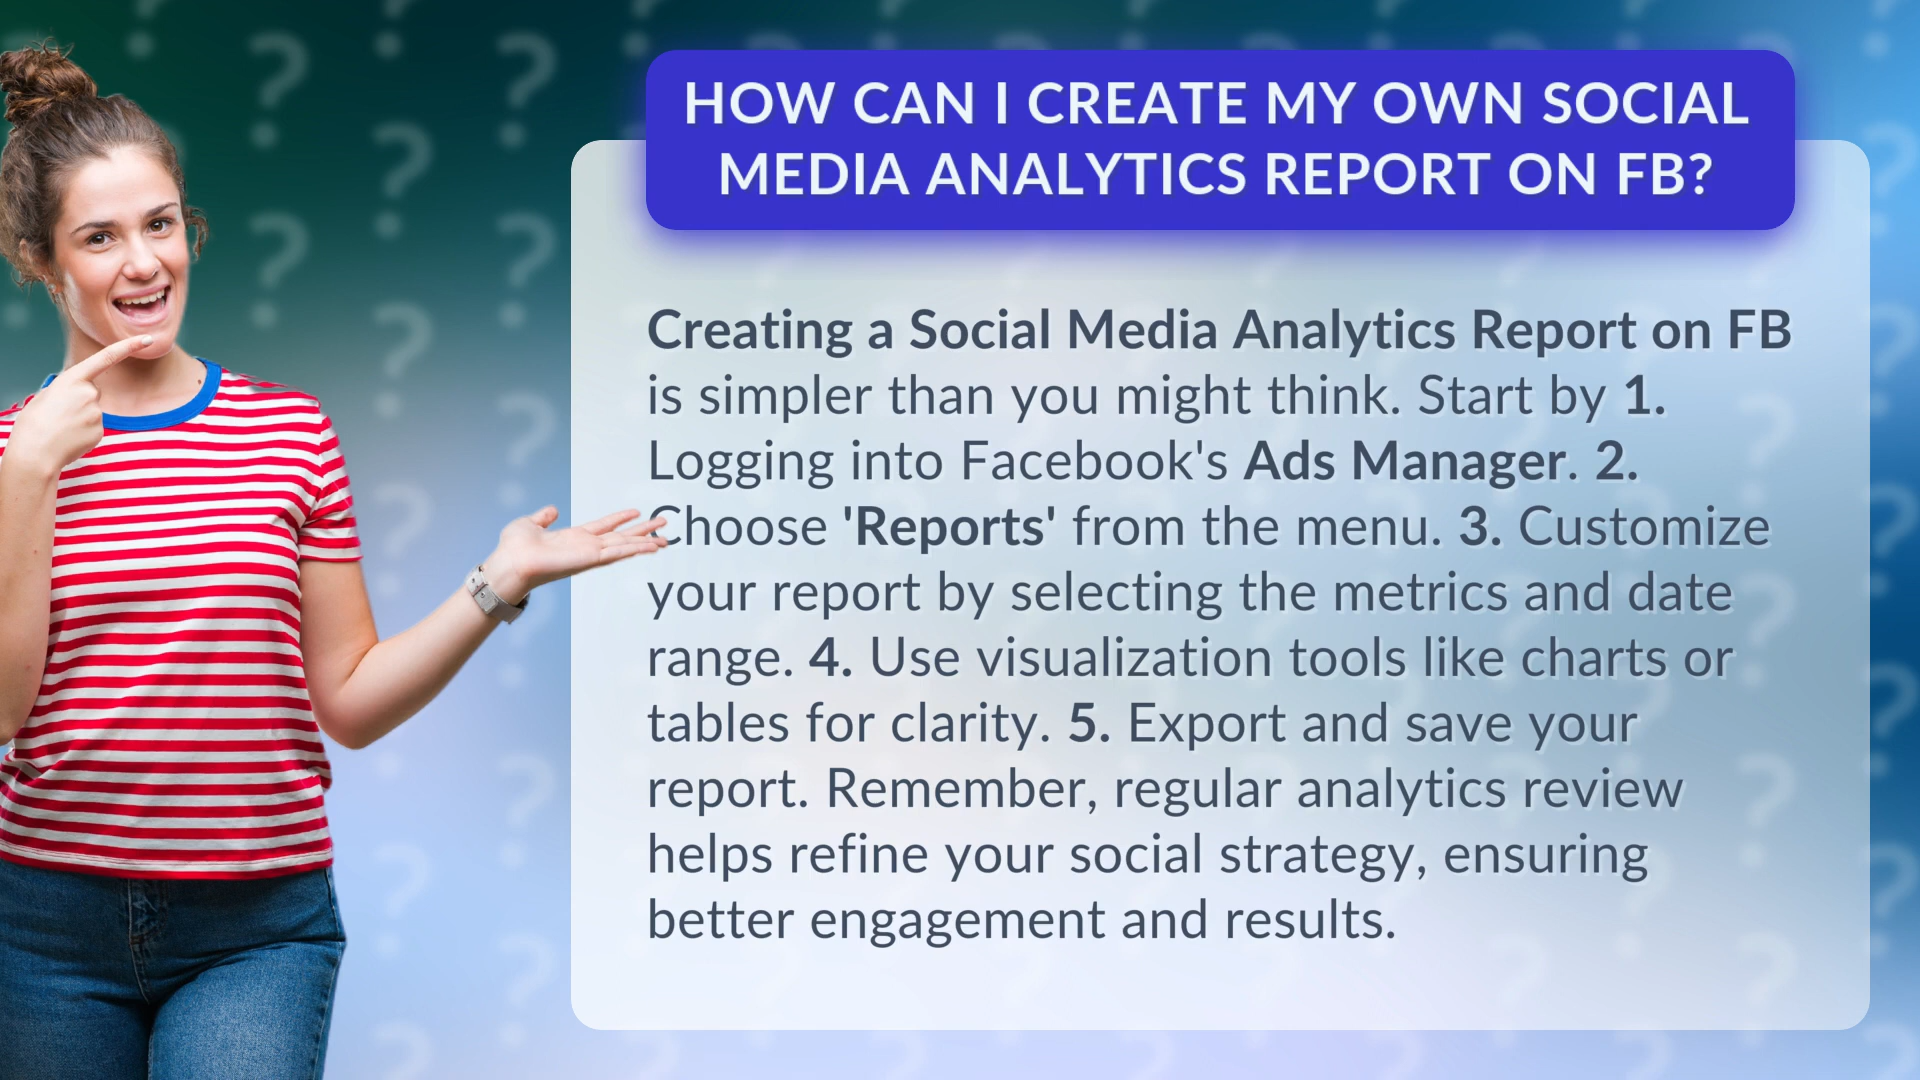 HOW CAN I CREATE MY OWN SOCIAL
MEDIA ANALYTICS REPORT ON FB?
Creating a Social Media Analytics Report on FB
is simpler than you might think. Start by 1.
Logging into Facebook's Ads Manager. 2.
Choose 'Reports' from the menu. 3. Customize
your report by selecting the metrics and date
range. 4. Use visualization tools like charts or
tables for clarity. 5. Export and save your
report. Remember, regular analytics review
helps refine your social strategy, ensuring
better engagement and results.